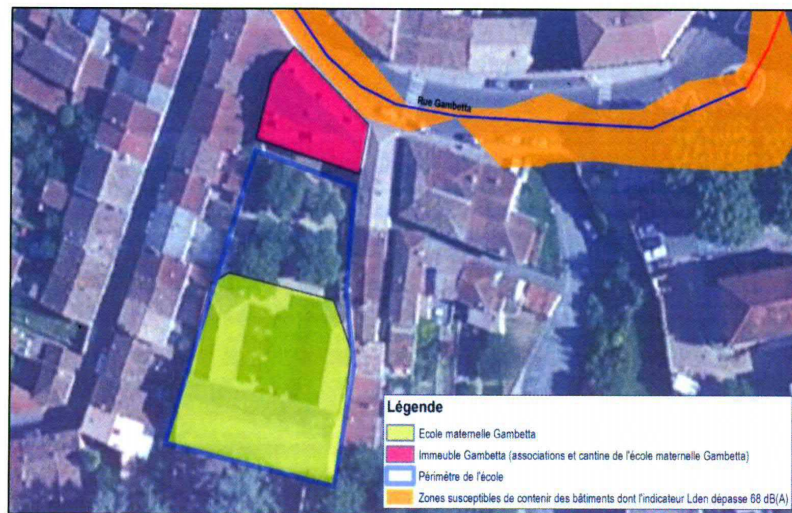 Rue Gambetta
Légende
Ecole maternelle Gambetta
Immeuble Gambetta (associations et cantine de l'école maternelle Gambetta)
Périmètre de l'école
Zones susceptibles de contenir des bâtiments dont l'indicateur Lden dépasse 68 dB(A)